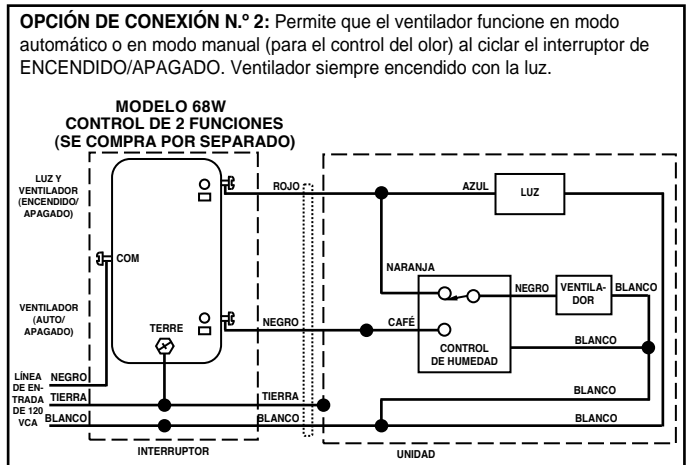 OPCIÓN DE CONEXIÓN N.º 2: Permite que el ventilador funcione en modo
automático o en modo manual (para el control del olor) al ciclar el interruptor de
ENCENDIDO/APAGADO. Ventilador siempre encendido con la luz.
MODELO 68W
CONTROL DE 2 FUNCIONES
(SE COMPRA POR SEPARADO)
LUZ Y
VENTILADOR
(ENCENDIDO/
APAGADO)
ROJO
AZUL
LUZ
COM
NARANJA
NEGRO
VENTILA-
DOR
BLANCO
VENTILADOR
(AUTO/
APAGADO)
TERRE
NEGRO
CAFÉ
CONTROL
DE HUMEDAD
BLANCO
LÍNEA
DE EN-
TRADA
DE 120
VCA
NEGRO
TIERRA
BLANCO
TIERRA
BLANCO
BLANCO
BLANCO
INTERRUPTOR
UNIDAD